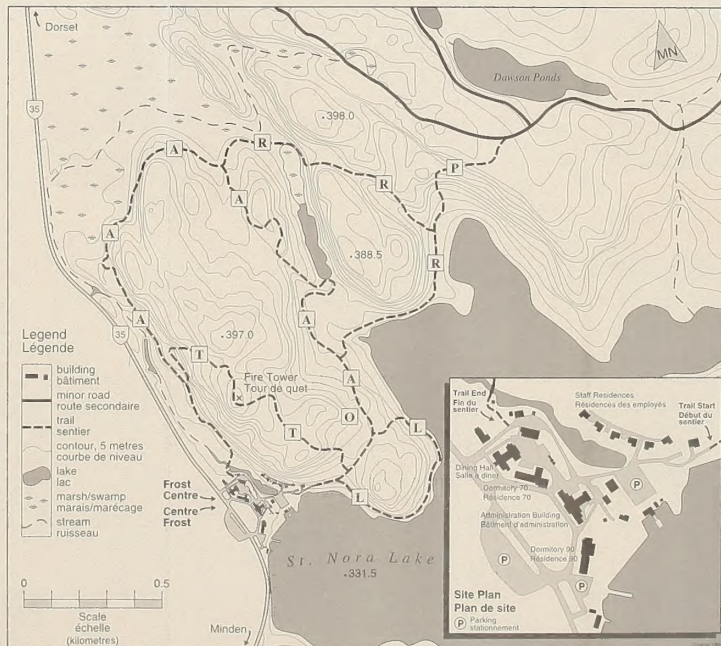 Dorset
35
Dawson Ponds
MN
398.0
A
R
R
P
A
388.5
A
R
A
35
397.0
A
T
Fire Tower
Tour de guet
A
O
L
T
L
Frost
Centre
Centre
Frost
St. Nora Lake
331.5
Minden
Legend
Légende
building
bâtiment
minor road
route secondaire
trail
sentier
contour, 5 metres
courbe de niveau
lake
lac
marsh/swamp
marais/marécage
stream
ruisseau
0 0.5
Scale
échelle
(kilometres)
Trail End
Fin du
sentier
Staff Residences
Résidences des employés
Trail Start
Début du
sentier
Dining Hall
Salle à dîner
Dormitory 70
Résidence 70
Administration Building
Bâtiment d'administration
Dormitory 90
Résidence 90
P
P
P
Site Plan
Plan de site
P Parking
stationnement